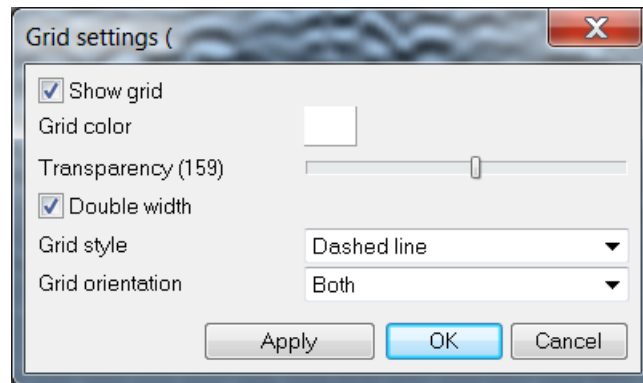 Grid settings (
Show grid
Grid color
Transparency (159)
Double width
Grid style Dashed line
Grid orientation Both
Apply OK Cancel